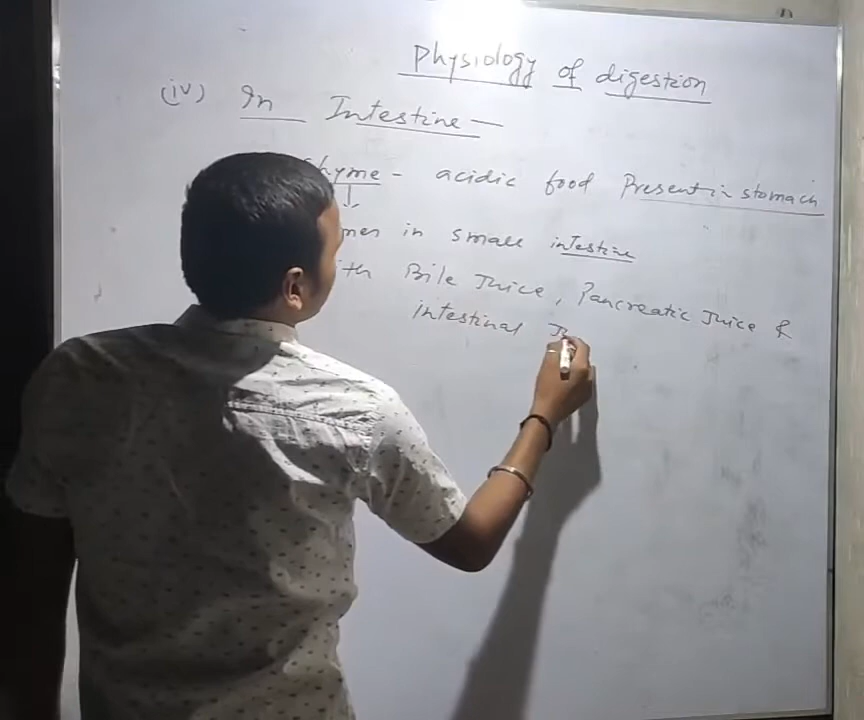 Physiology of digestion
(iv) In Intestine —
Chyme - acidic food Present in stomach
in small intestine
Bile Juice, Pancreatic Juice &
intestinal